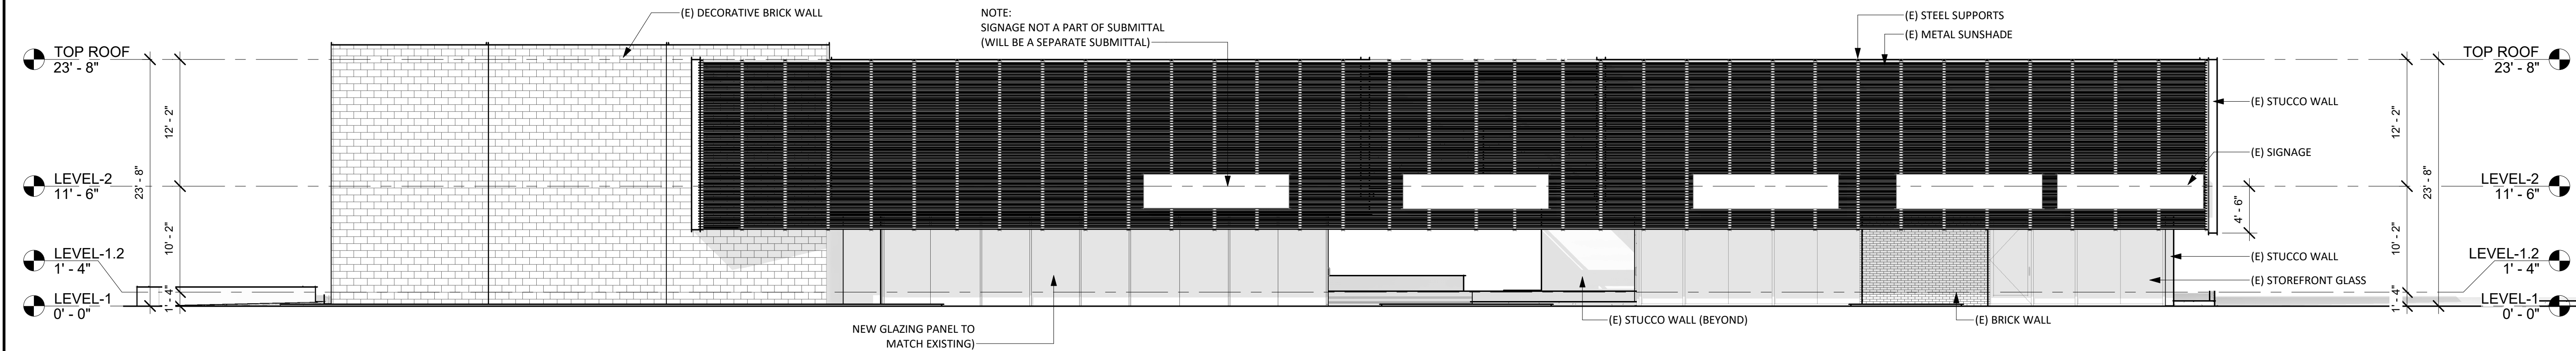 (E) DECORATIVE BRICK WALL
NOTE:
SIGNAGE NOT A PART OF SUBMITTAL
(WILL BE A SEPARATE SUBMITTAL)
(E) STEEL SUPPORTS
(E) METAL SUNSHADE
TOP ROOF
23' - 8"
LEVEL-2
11' - 6"
LEVEL-1.2
1' - 4"
LEVEL-1
0' - 0"
23' - 8"
12' - 2"
10' - 2"
1' - 4"
NEW GLAZING PANEL TO
MATCH EXISTING)
(E) STUCCO WALL (BEYOND)
(E) BRICK WALL
(E) STUCCO WALL
(E) SIGNAGE
4' - 6"
(E) STUCCO WALL
(E) STOREFRONT GLASS
12' - 2"
10' - 2"
1' - 4"
23' - 8"
TOP ROOF
23' - 8"
LEVEL-2
11' - 6"
LEVEL-1.2
1' - 4"
LEVEL-1
0' - 0"